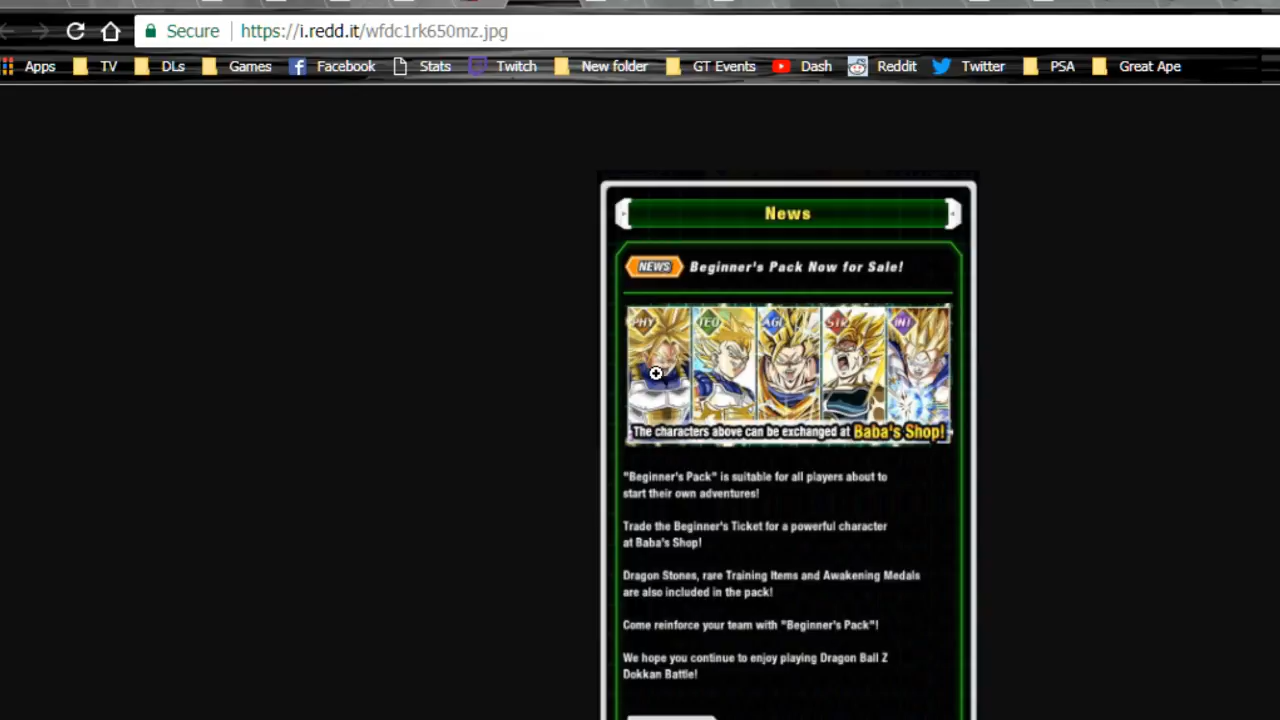 Secure https://i.redd.it/wfdc1rk650mz.jpg
Apps TV DLs Games Facebook Stats Twitch New folder GT Events Dash Reddit Twitter PSA Great Ape
News
NEWS Beginner's Pack Now for Sale!
PHY TEQ AGL STR INT
The characters above can be exchanged at Baba's Shop!
"Beginner's Pack" is suitable for all players about to
start their own adventures!
Trade the Beginner's Ticket for a powerful character
at Baba's Shop!
Dragon Stones, rare Training Items and Awakening Medals
are also included in the pack!
Come reinforce your team with "Beginner's Pack"!
We hope you continue to enjoy playing Dragon Ball Z
Dokkan Battle!